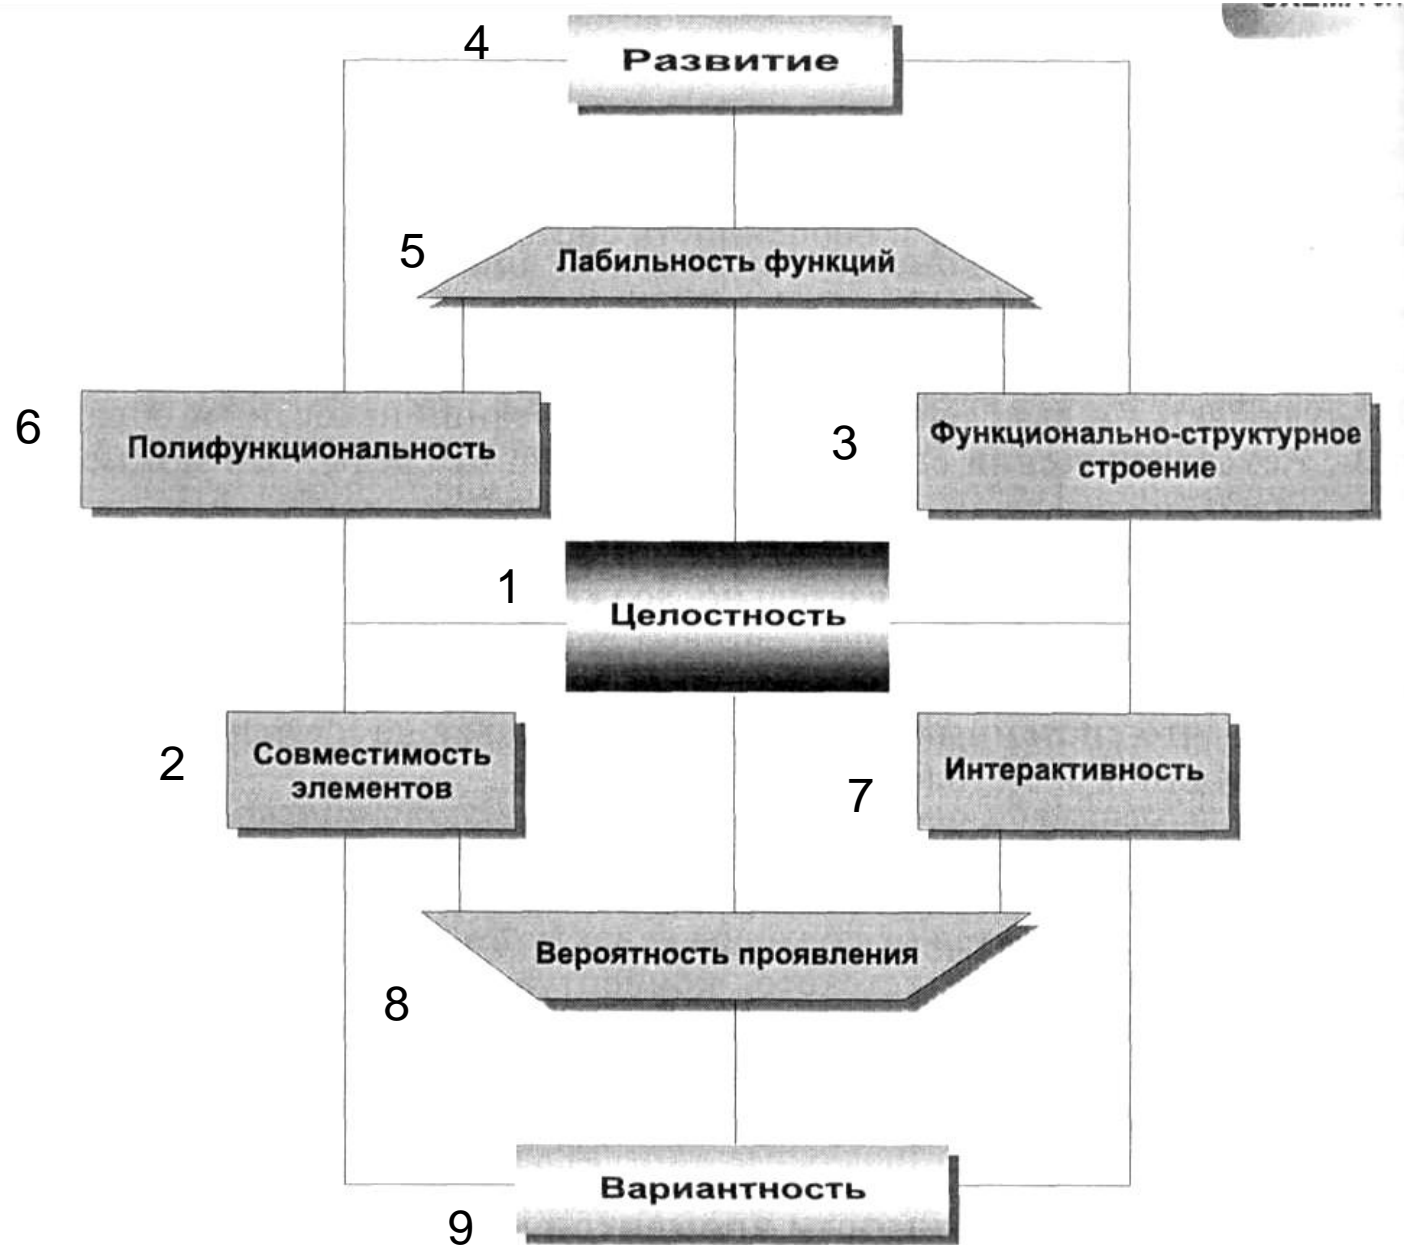 4
Развитие
5
Лабильность функций
6
Полифункциональность
3
Функционально-структурное
строение
1
Целостность
2
Совместимость
элементов
7
Интерактивность
Вероятность проявления
8
Вариантность
9